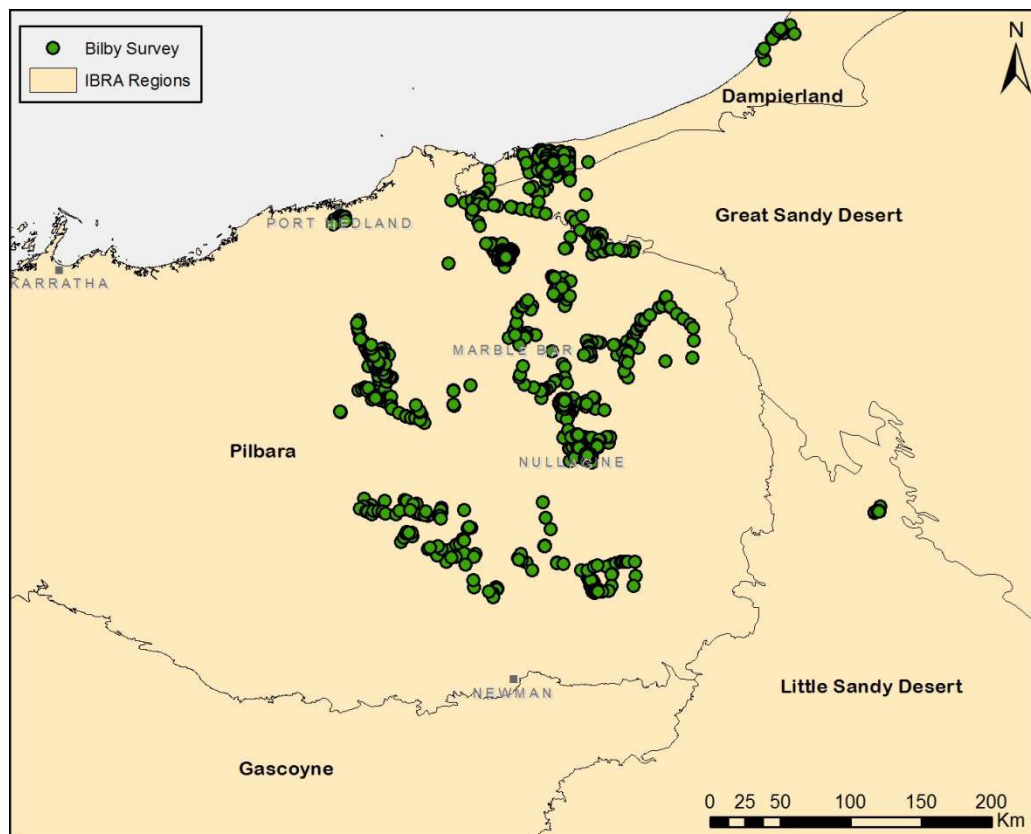 Bilby Survey
IBRA Regions
N
Dampierland
Great Sandy Desert
PORT HEDLAND
KARRATHA
MARBLE BAR
Pilbara
NULLAGINE
Little Sandy Desert
NEWMAN
Gascoyne
0 25 50 100 150 200
Km